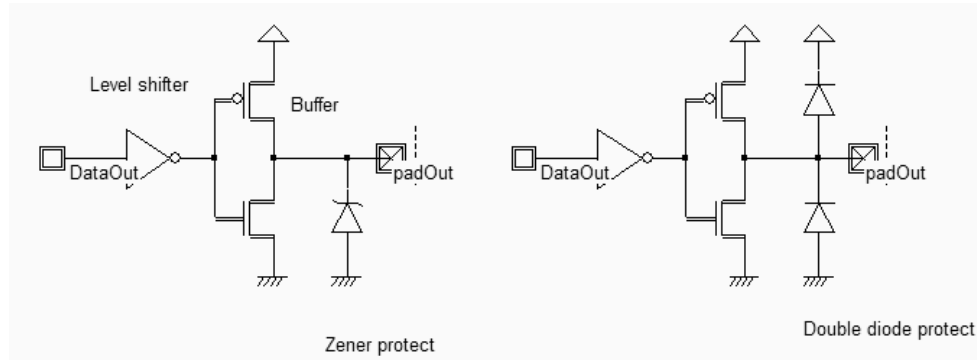 Level shifter
Buffer
DataOut
padOut
DataOut
padOut
Zener protect
Double diode protect